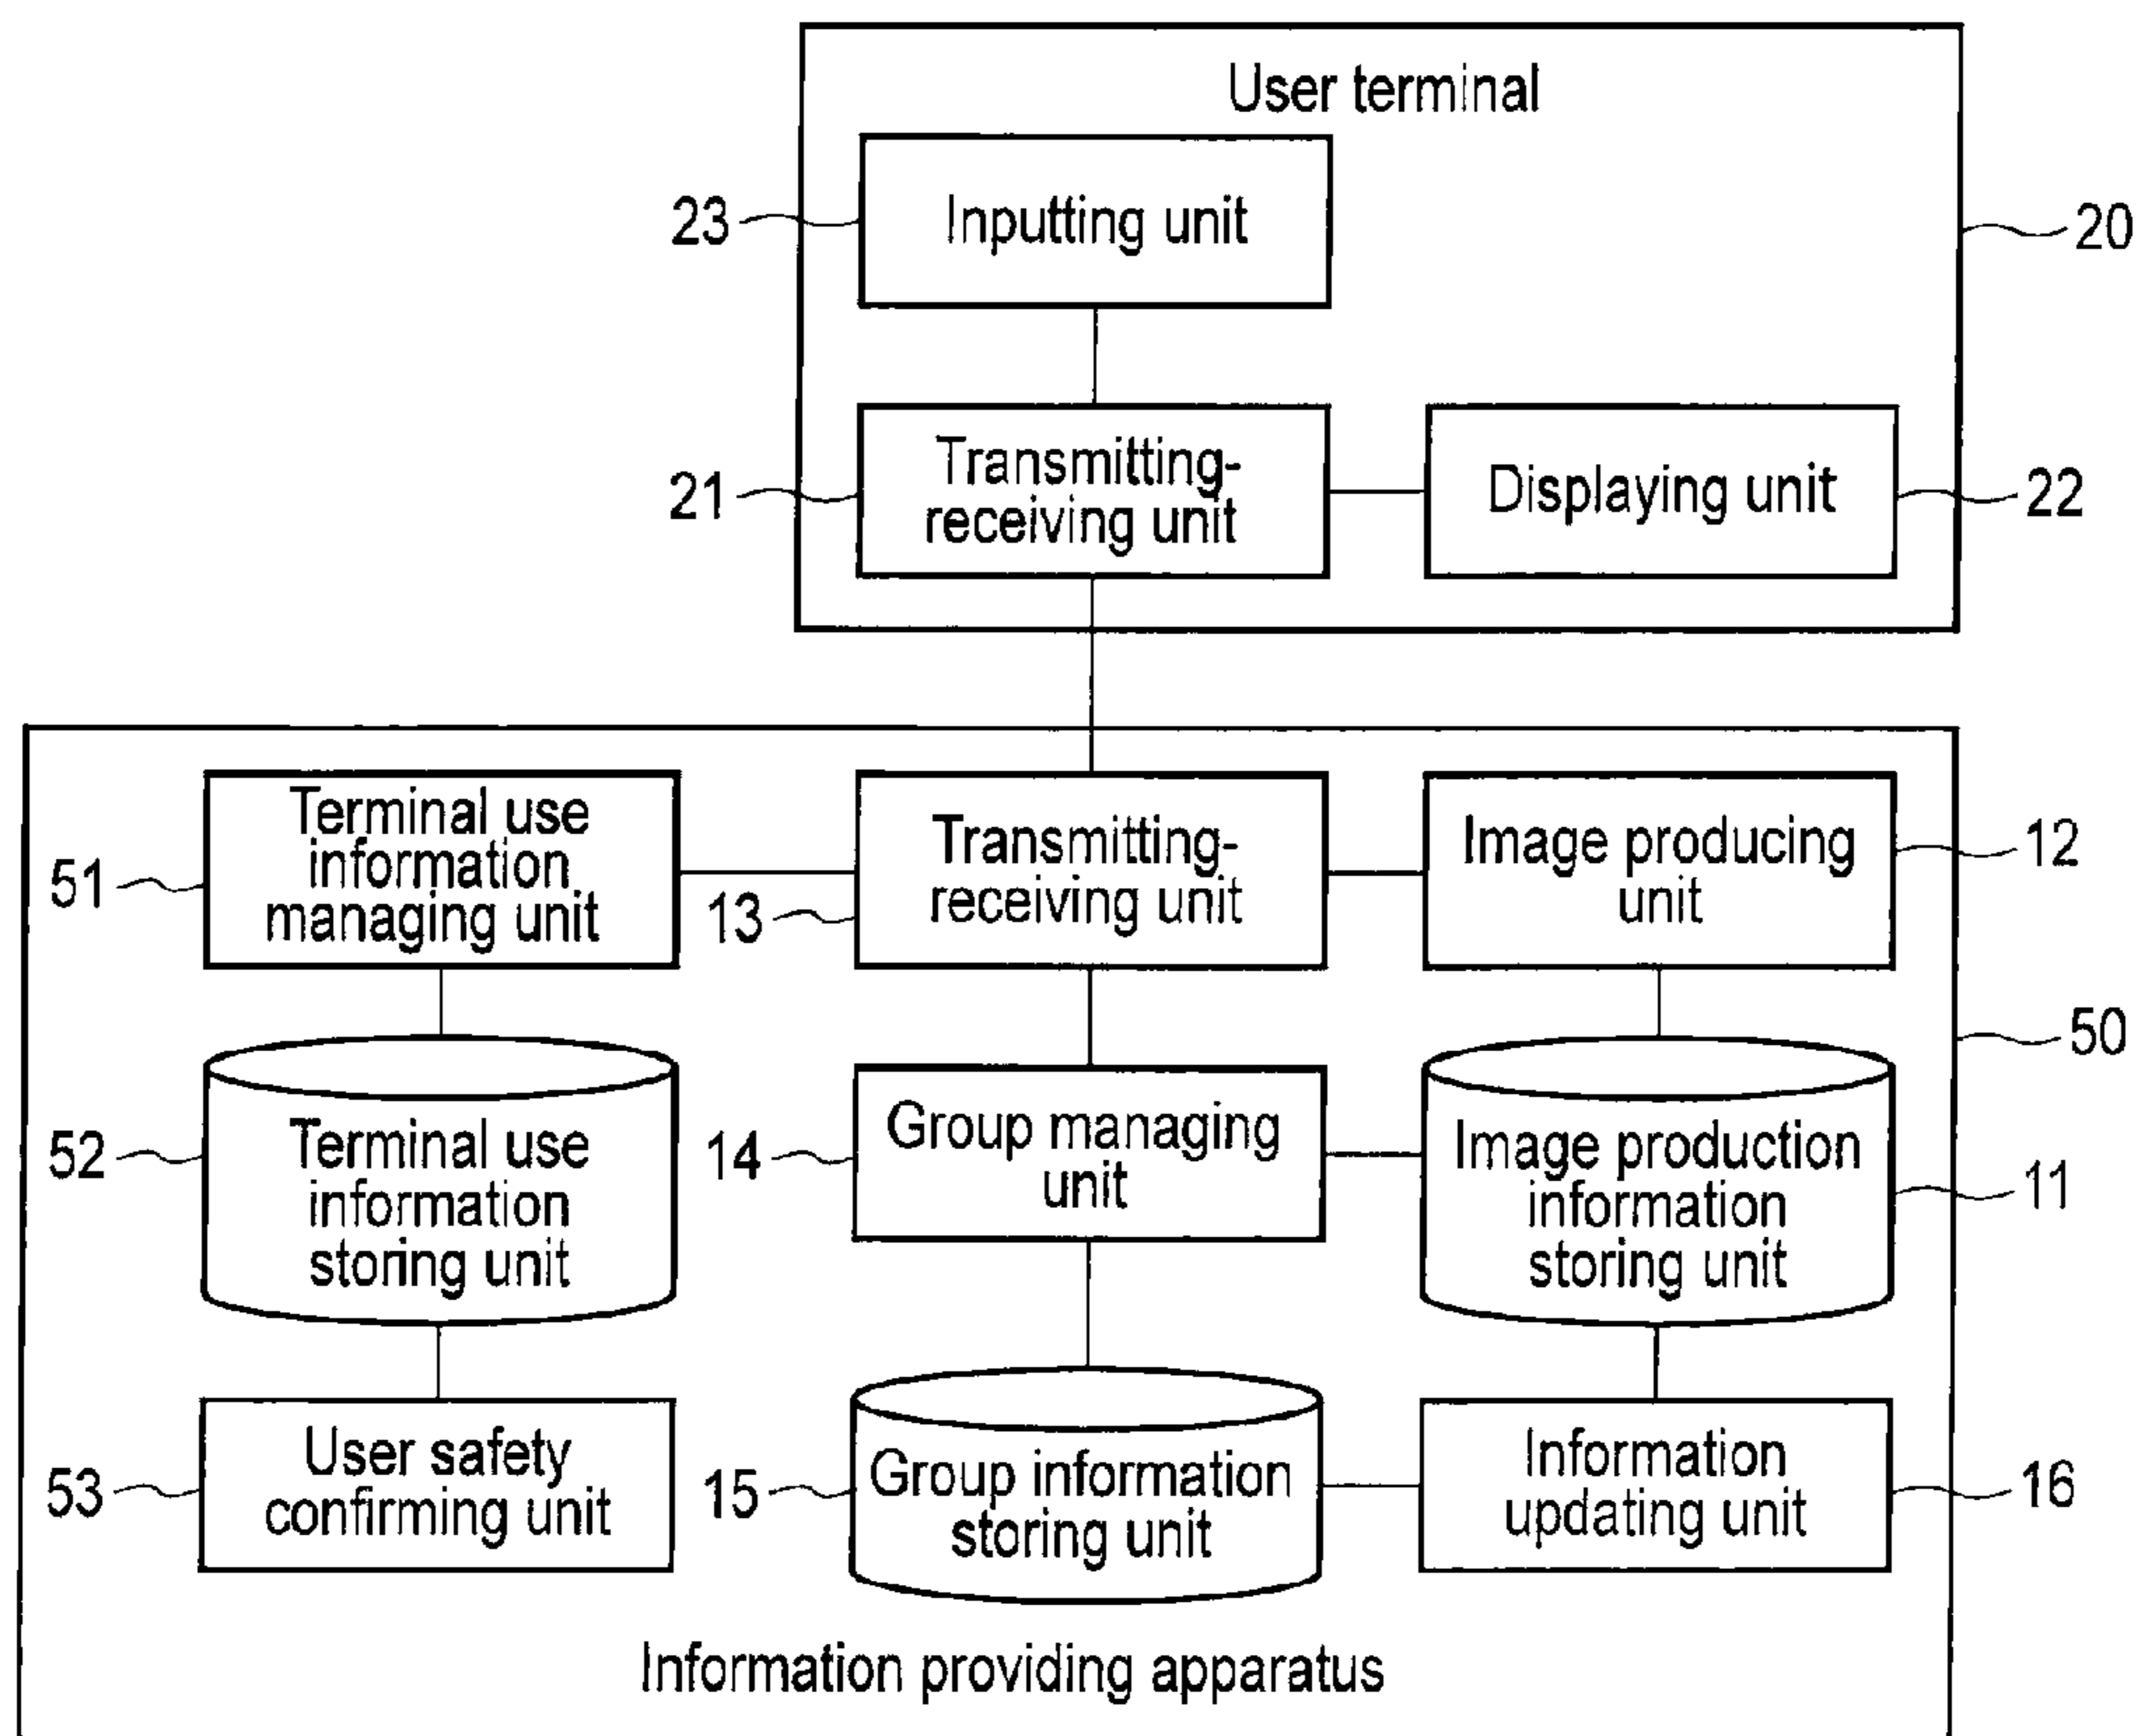 User terminal
23
Inputting unit
20
21
Transmitting-
receiving unit
Displaying unit
22
51
Terminal use
information
managing unit
13
Transmitting-
receiving unit
Image producing
unit
12
50
52
Terminal use
information
storing unit
14
Group managing
unit
Image production
information
storing unit
11
53
User safety
confirming unit
15
Group information
storing unit
Information
updating unit
16
Information providing apparatus